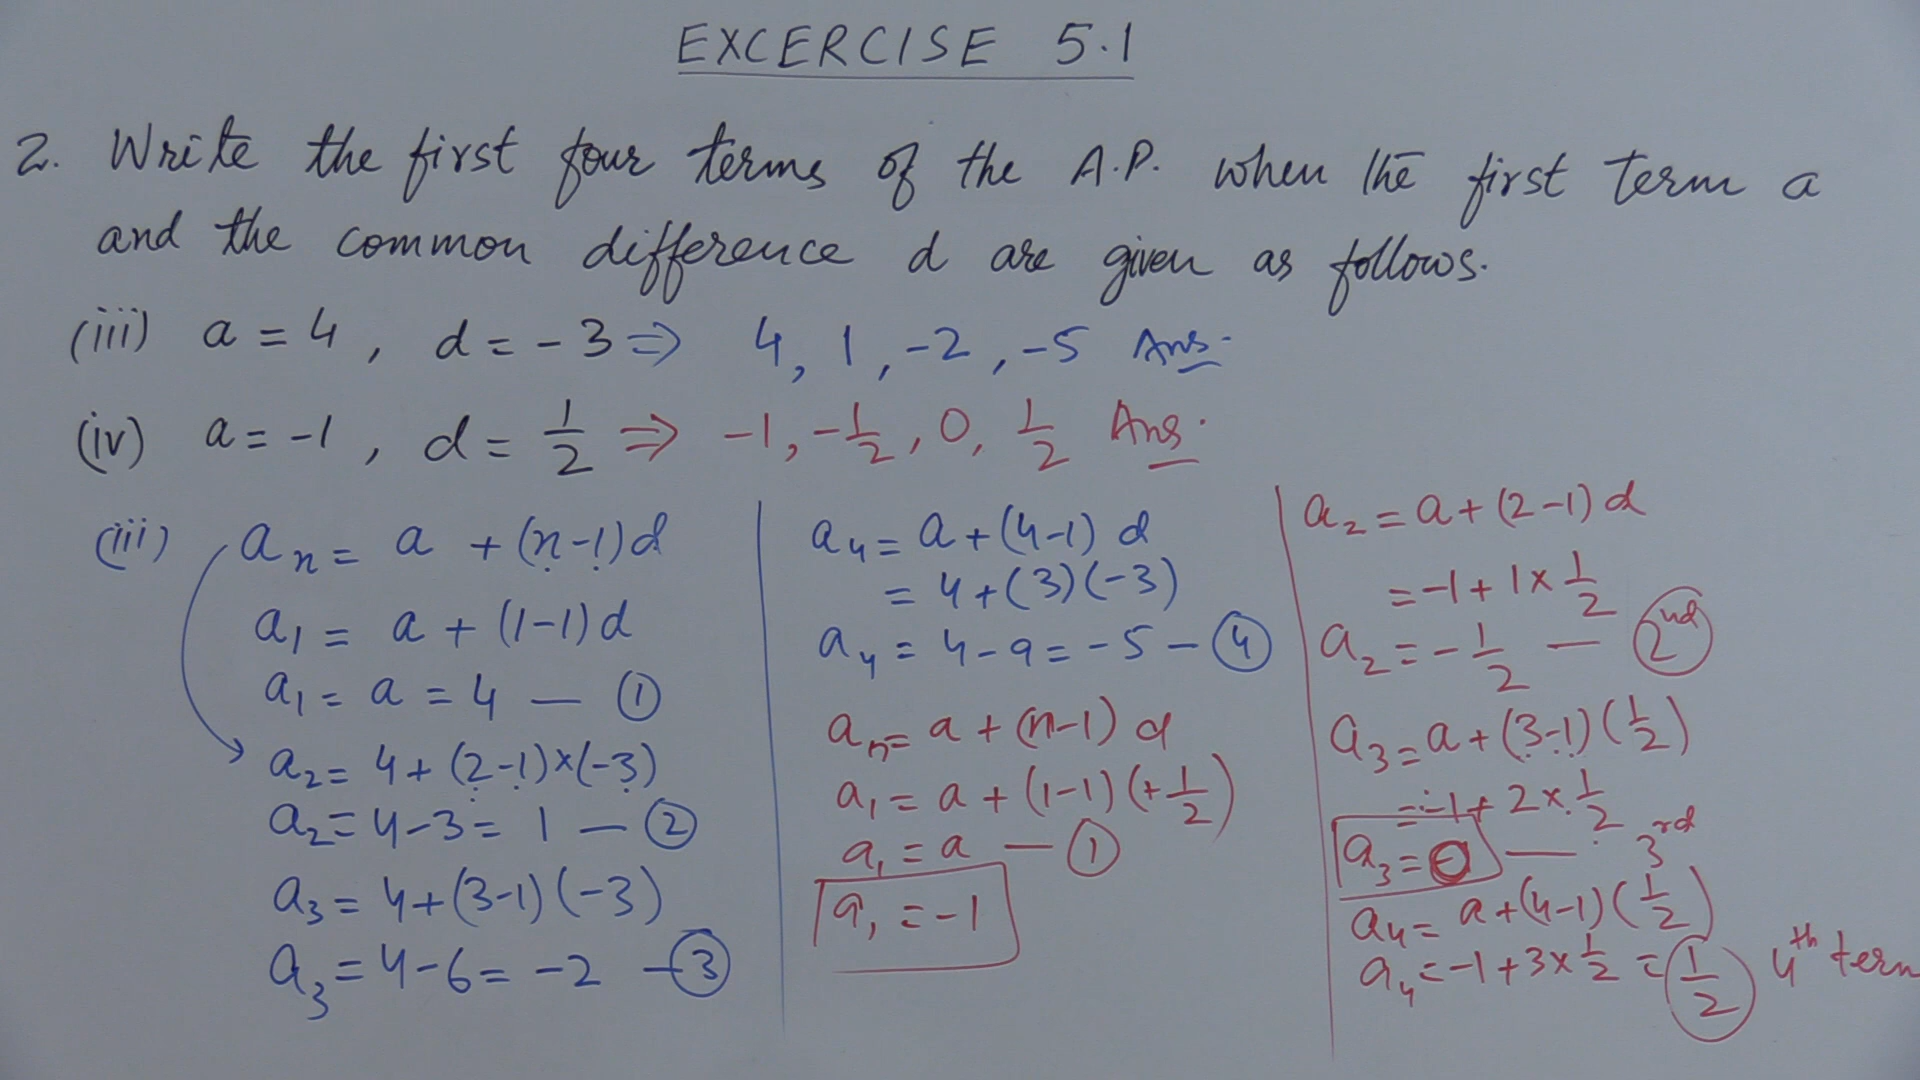 EXCERCISE 5.1
2. Write the first four terms of the A.P. when the first term a
and the common difference d are given as follows.
(iii) a = 4, d = -3 ⇒ 4, 1, -2, -5 Ans.
(iv) a = -1, d = 1/2 ⇒ -1, -1/2, 0, 1/2 Ans.
(iii) aₙ = a + (n-1)d
a₁ = a + (1-1)d
a₁ = a = 4 — ①
a₂ = 4 + (2-1)×(-3)
a₂ = 4-3 = 1 — ②
a₃ = 4+(3-1)(-3)
a₃ = 4-6 = -2 — ③
a₄ = a + (4-1) d
= 4+(3)(-3)
a₄ = 4-9 = -5 — ④
aₙ = a + (n-1) d
a₁ = a + (1-1)(+1/2)
a₁ = a — ①
a₁ = -1
a₂ = a + (2-1) d
= -1 + 1 × 1/2
a₂ = -1/2 — 2nd
a₃ = a + (3-1)(1/2)
= -1 + 2 × 1/2
a₃ = 0 — 3rd
a₄ = a+(4-1)(1/2)
a₄ = -1+3×1/2 = 1/2 4th term